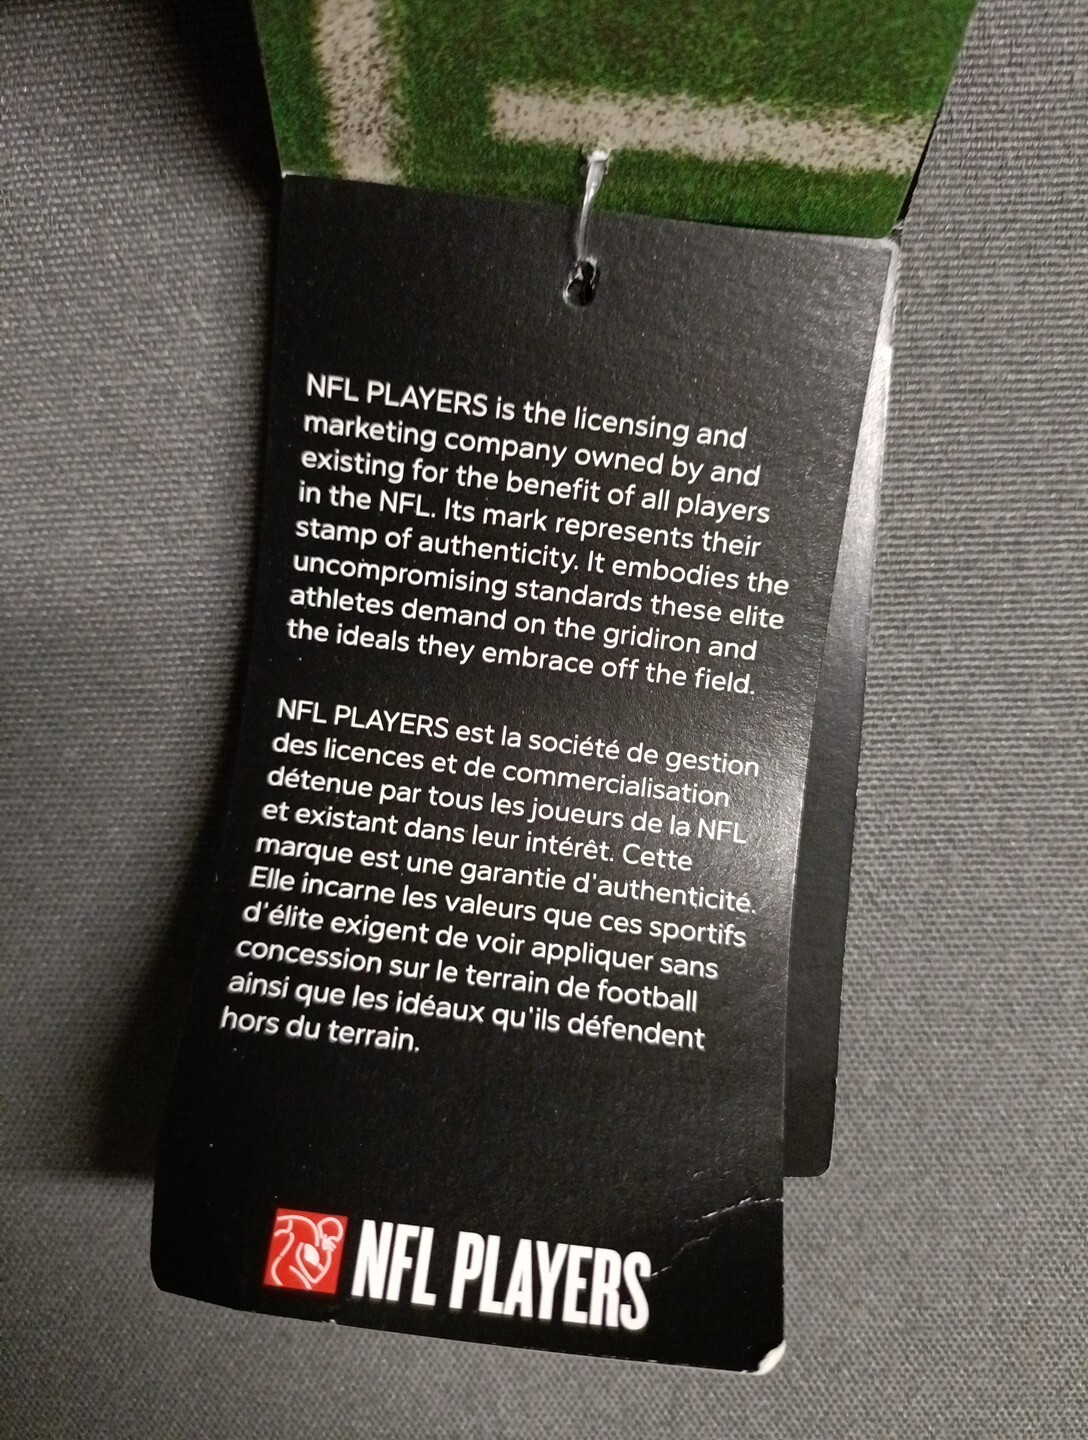 NFL PLAYERS is the licensing and
marketing company owned by and
existing for the benefit of all players
in the NFL. Its mark represents their
stamp of authenticity. It embodies the
uncompromising standards these elite
athletes demand on the gridiron and
the ideals they embrace off the field.
NFL PLAYERS est la société de gestion
des licences et de commercialisation
détenue par tous les joueurs de la NFL
et existant dans leur intérêt. Cette
marque est une garantie d'authenticité.
Elle incarne les valeurs que ces sportifs
d'élite exigent de voir appliquer sans
concession sur le terrain de football
ainsi que les idéaux qu'ils défendent
hors du terrain.
NFL PLAYERS